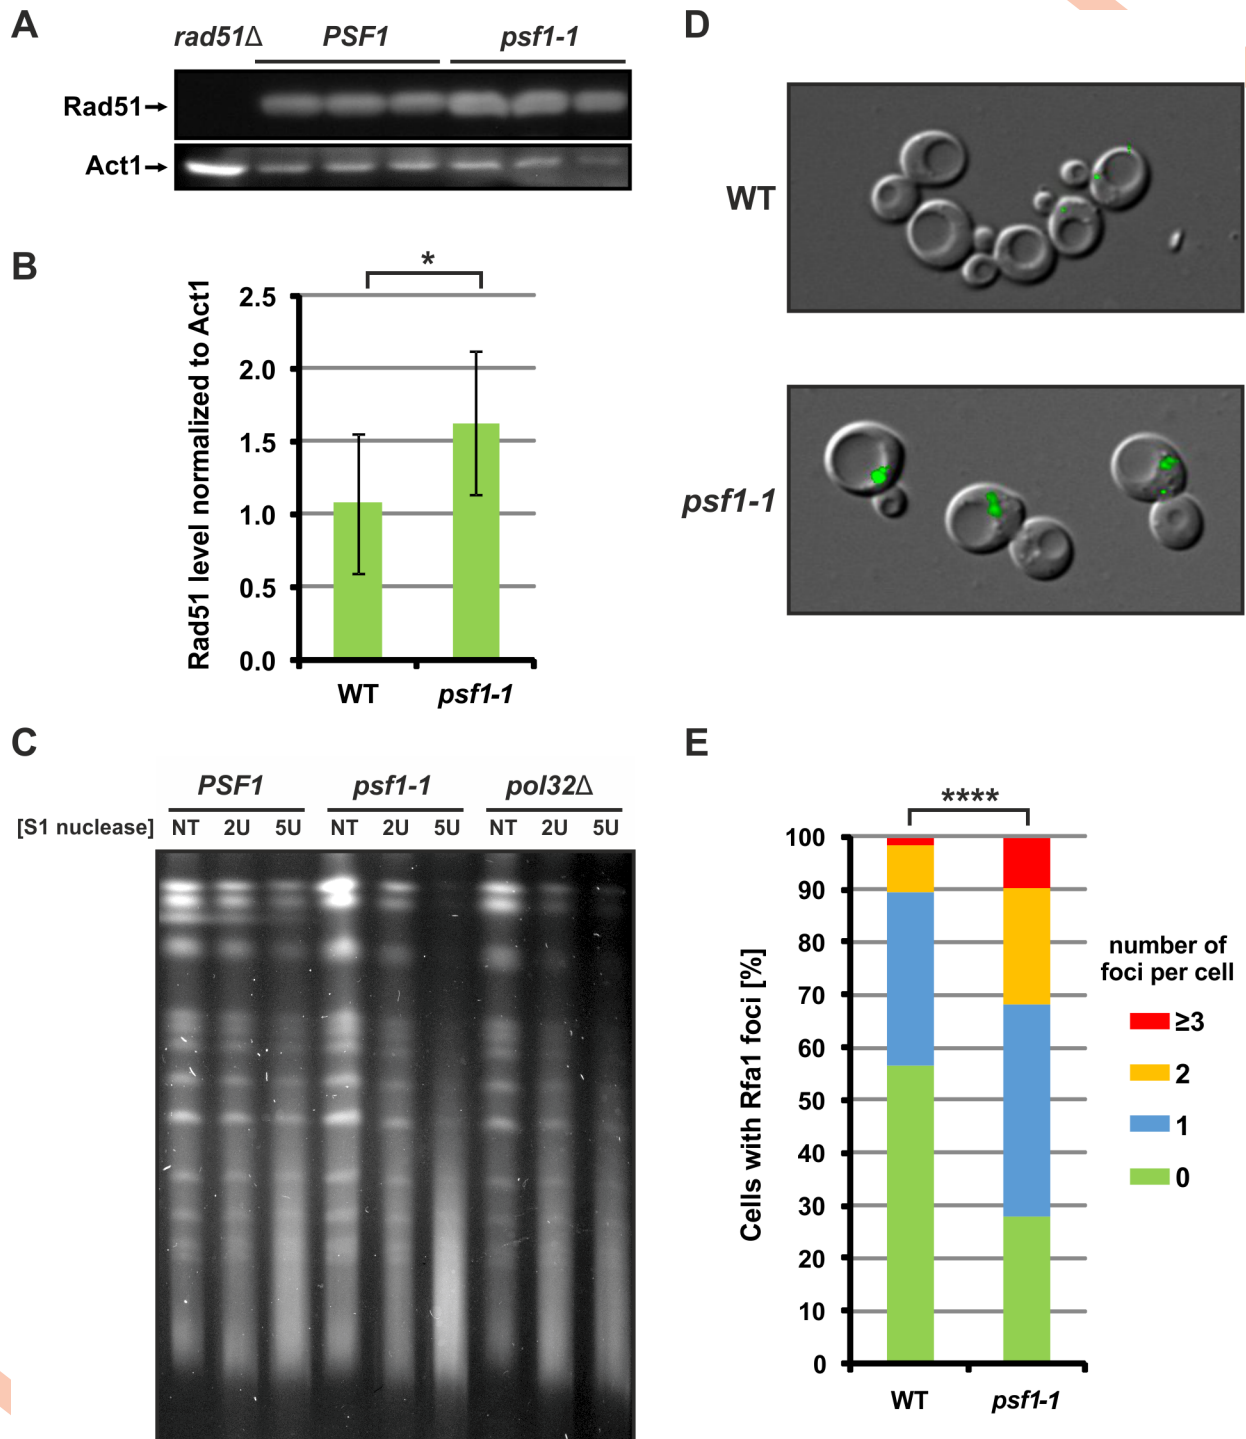 A
rad51Δ PSF1 psf1-1
Rad51
Act1
B
*
Rad51 level normalized to Act1
2.5
2.0
1.5
1.0
0.5
0.0
WT psf1-1
C
PSF1 psf1-1 pol32Δ
[S1 nuclease] NT 2U 5U NT 2U 5U NT 2U 5U
D
WT
psf1-1
E
****
Cells with Rfa1 foci [%]
100
90
80
70
60
50
40
30
20
10
0
WT psf1-1
number of
foci per cell
≥3
2
1
0